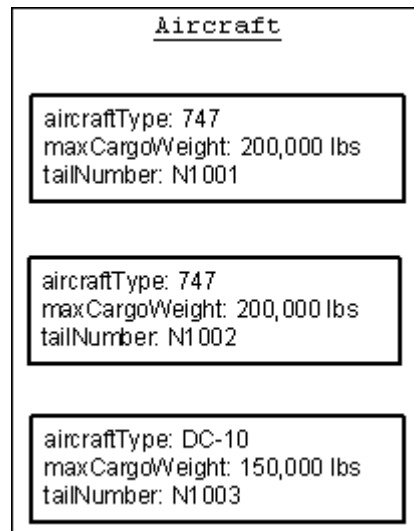 Aircraft
aircraftType: 747
maxCargoWeight: 200,000 lbs
tailNumber: N1001
aircraftType: 747
maxCargoWeight: 200,000 lbs
tailNumber: N1002
aircraftType: DC-10
maxCargoWeight: 150,000 lbs
tailNumber: N1003